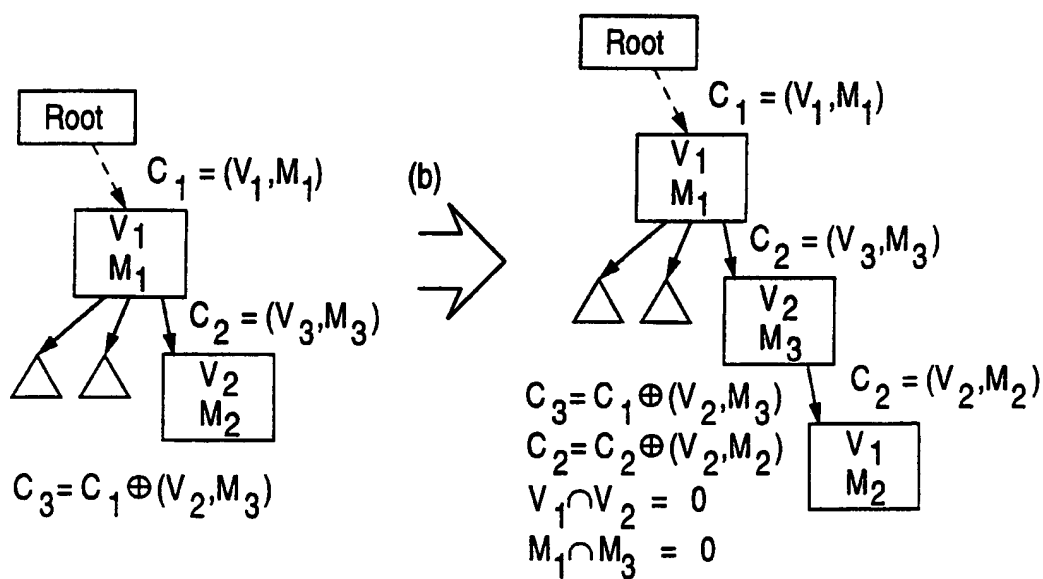 Root
C₁ = (V₁,M₁)
V₁
M₁
C₂ = (V₃,M₃)
V₂
M₂
C₃= C₁⊕(V₂,M₃)
(b)
Root
C₁ = (V₁,M₁)
V₁
M₁
C₂ = (V₃,M₃)
V₂
M₃
C₂ = (V₂,M₂)
V₁
M₂
C₃= C₁⊕(V₂,M₃)
C₂= C₂⊕(V₂,M₂)
V₁∩V₂ = 0
M₁∩M₃ = 0